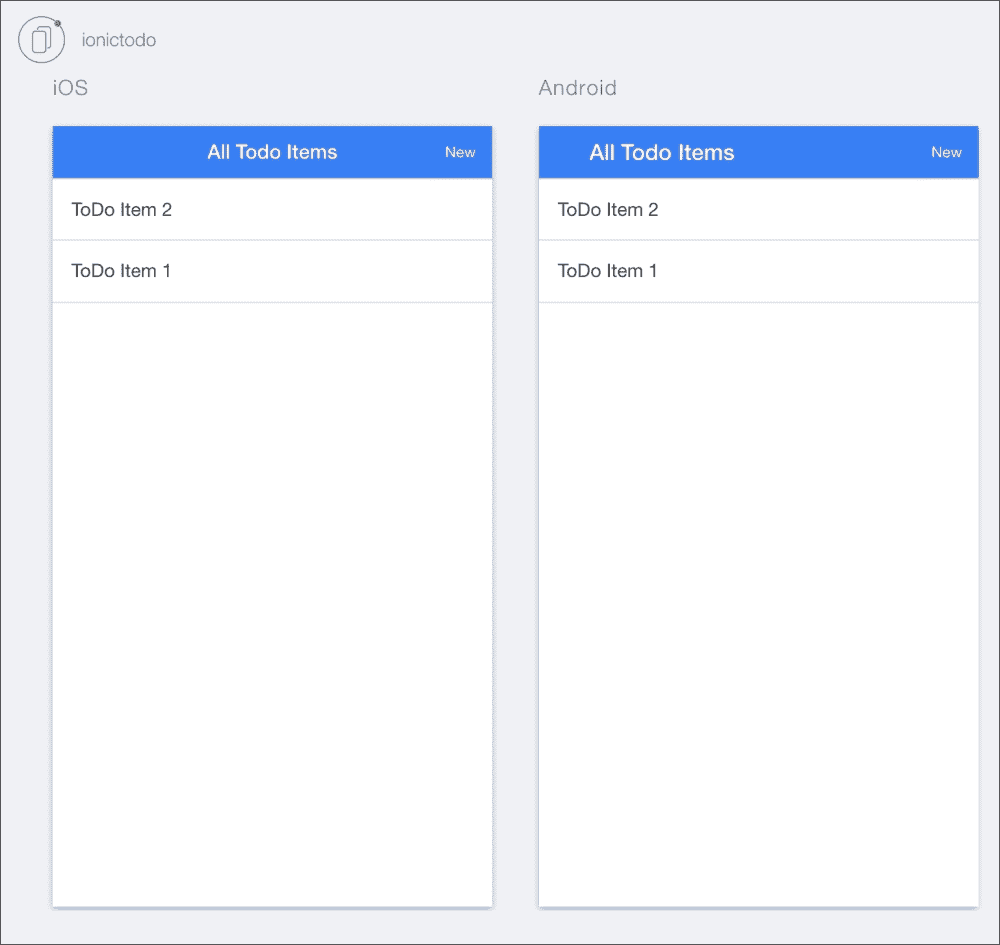 ionictodo
iOS
All Todo Items New
ToDo Item 2
ToDo Item 1
Android
All Todo Items New
ToDo Item 2
ToDo Item 1